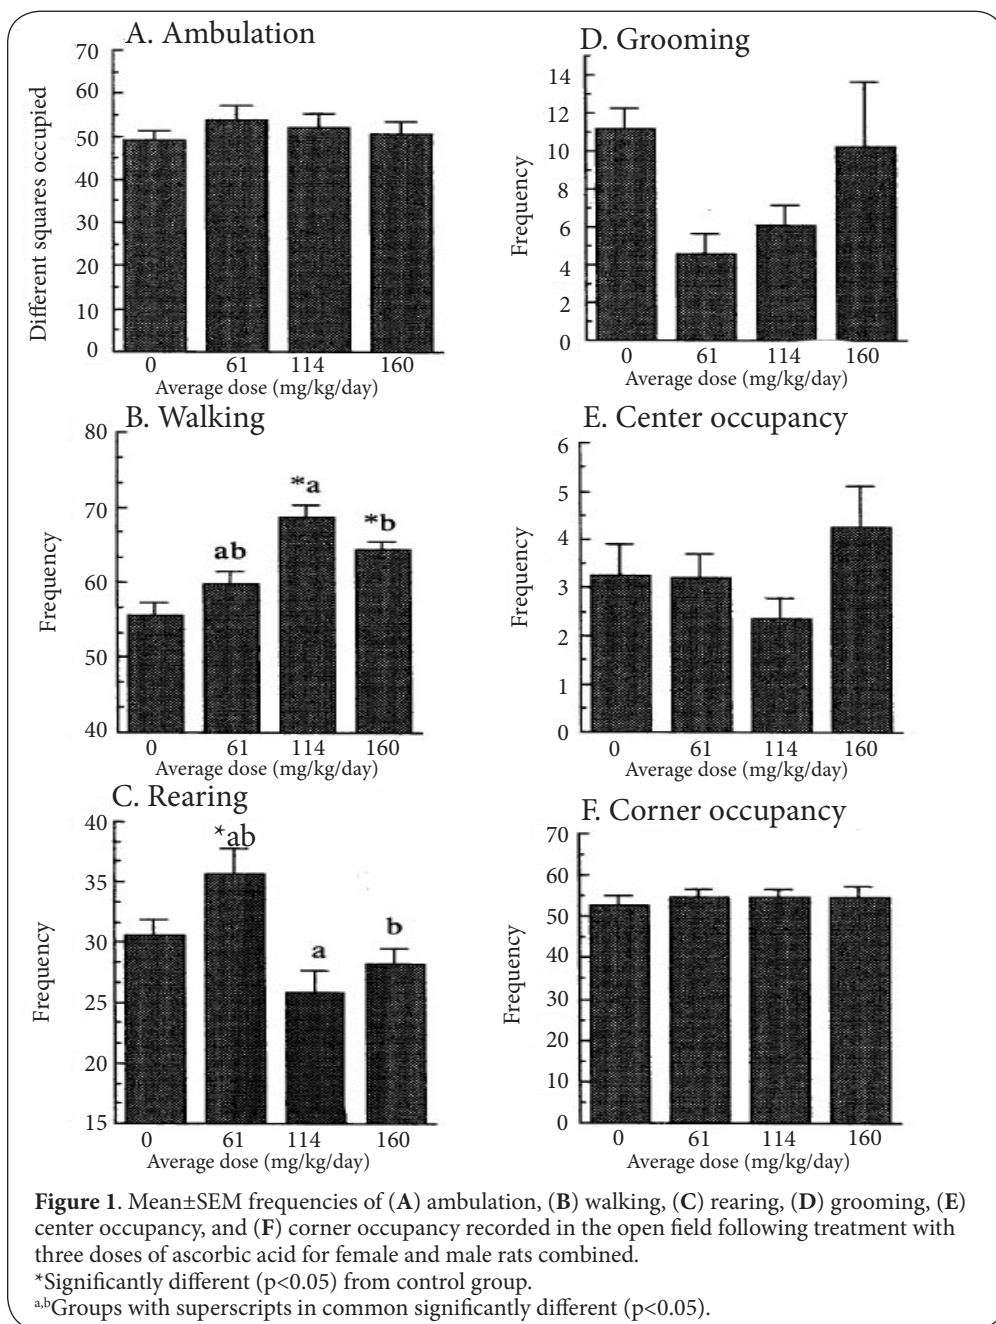 A. Ambulation
Different squares occupied
70
60
50
40
30
20
10
0
0 61 114 160
Average dose (mg/kg/day)
B. Walking
Frequency
80
70
60
50
40
ab
*a
*b
0 61 114 160
Average dose (mg/kg/day)
C. Rearing
Frequency
40
35
30
25
20
15
*ab
a
b
0 61 114 160
Average dose (mg/kg/day)
D. Grooming
Frequency
14
12
10
8
6
4
2
0
0 61 114 160
Average dose (mg/kg/day)
E. Center occupancy
Frequency
6
5
4
3
2
1
0
0 61 114 160
Average dose (mg/kg/day)
F. Corner occupancy
Frequency
70
60
50
40
30
20
10
0
0 61 114 160
Average dose (mg/kg/day)
Figure 1. Mean±SEM frequencies of (A) ambulation, (B) walking, (C) rearing, (D) grooming, (E)
center occupancy, and (F) corner occupancy recorded in the open field following treatment with
three doses of ascorbic acid for female and male rats combined.
*Significantly different (p<0.05) from control group.
a,bGroups with superscripts in common significantly different (p<0.05).